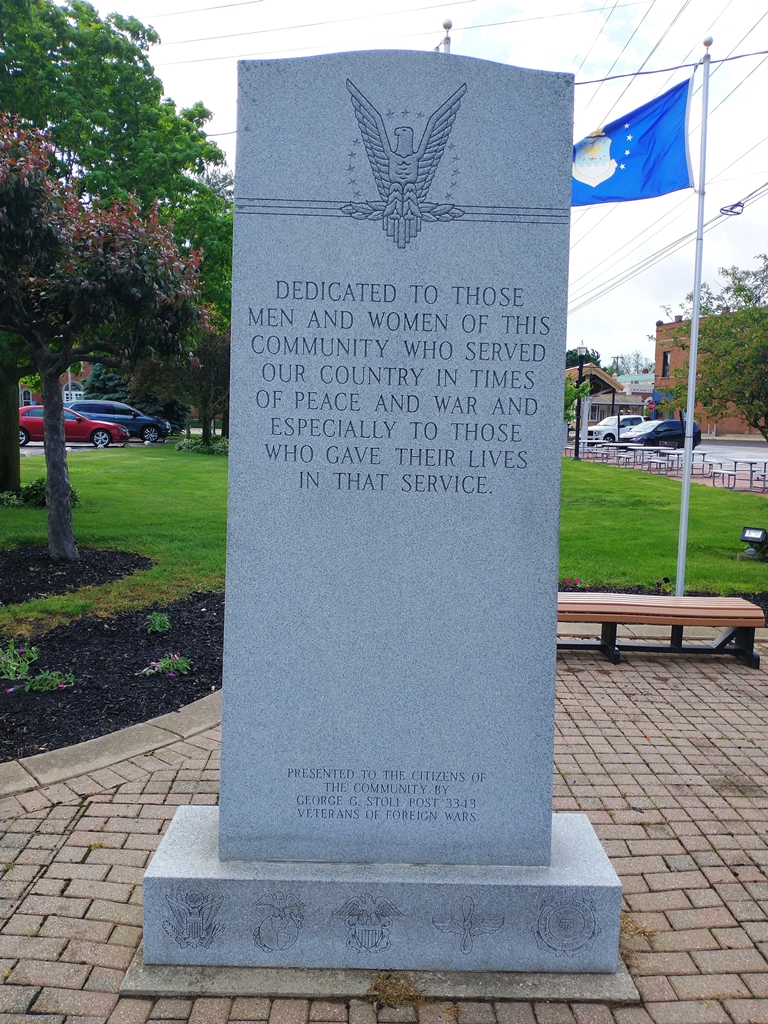 DEDICATED TO THOSE
MEN AND WOMEN OF THIS
COMMUNITY WHO SERVED
OUR COUNTRY IN TIMES
OF PEACE AND WAR AND
ESPECIALLY TO THOSE
WHO GAVE THEIR LIVES
IN THAT SERVICE.
PRESENTED TO THE CITIZENS OF
THE COMMUNITY BY
GEORGE G. STOLL POST 3343
VETERANS OF FOREIGN WARS